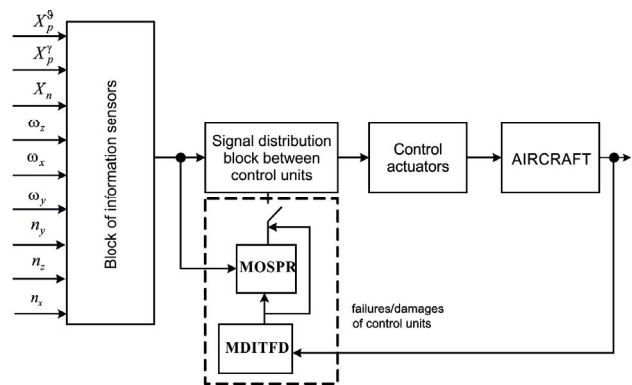 X_p^ϑ
X_p^γ
X_n
ω_z
ω_x
ω_y
n_y
n_z
n_x
Block of information sensors
Signal distribution
block between
control units
Control
actuators
AIRCRAFT
MOSPR
MDITFD
failures/damages
of control units